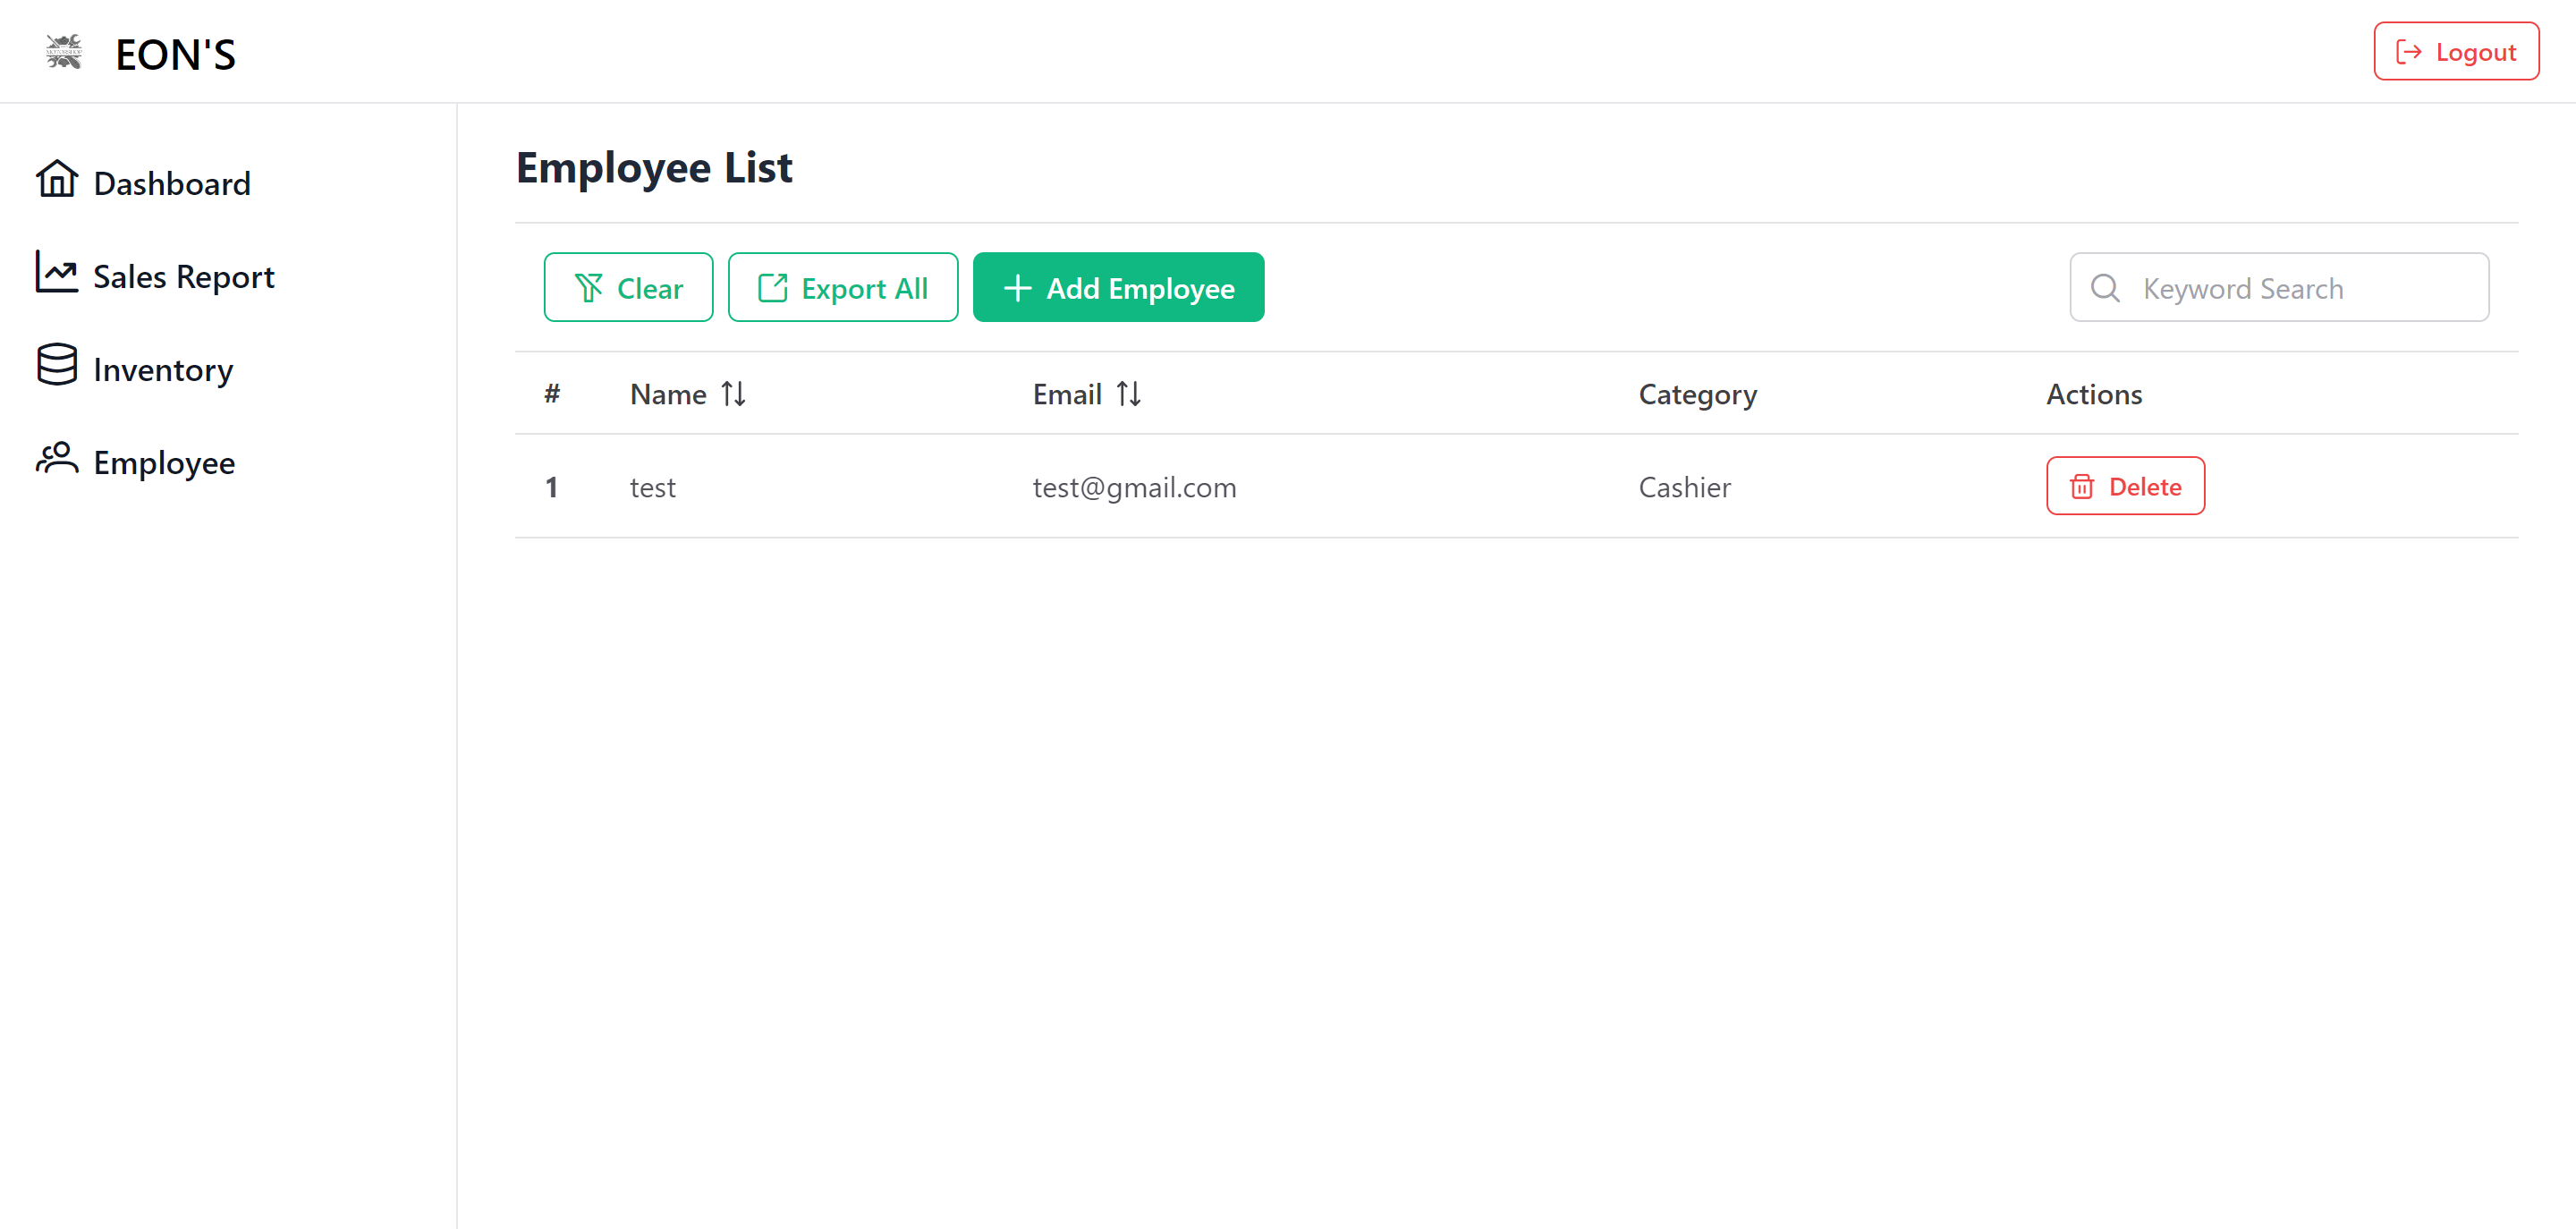 EON'S
Logout
Dashboard
Sales Report
Inventory
Employee
Employee List
Clear
Export All
Add Employee
Keyword Search
# Name Email Category Actions
1 test test@gmail.com Cashier Delete